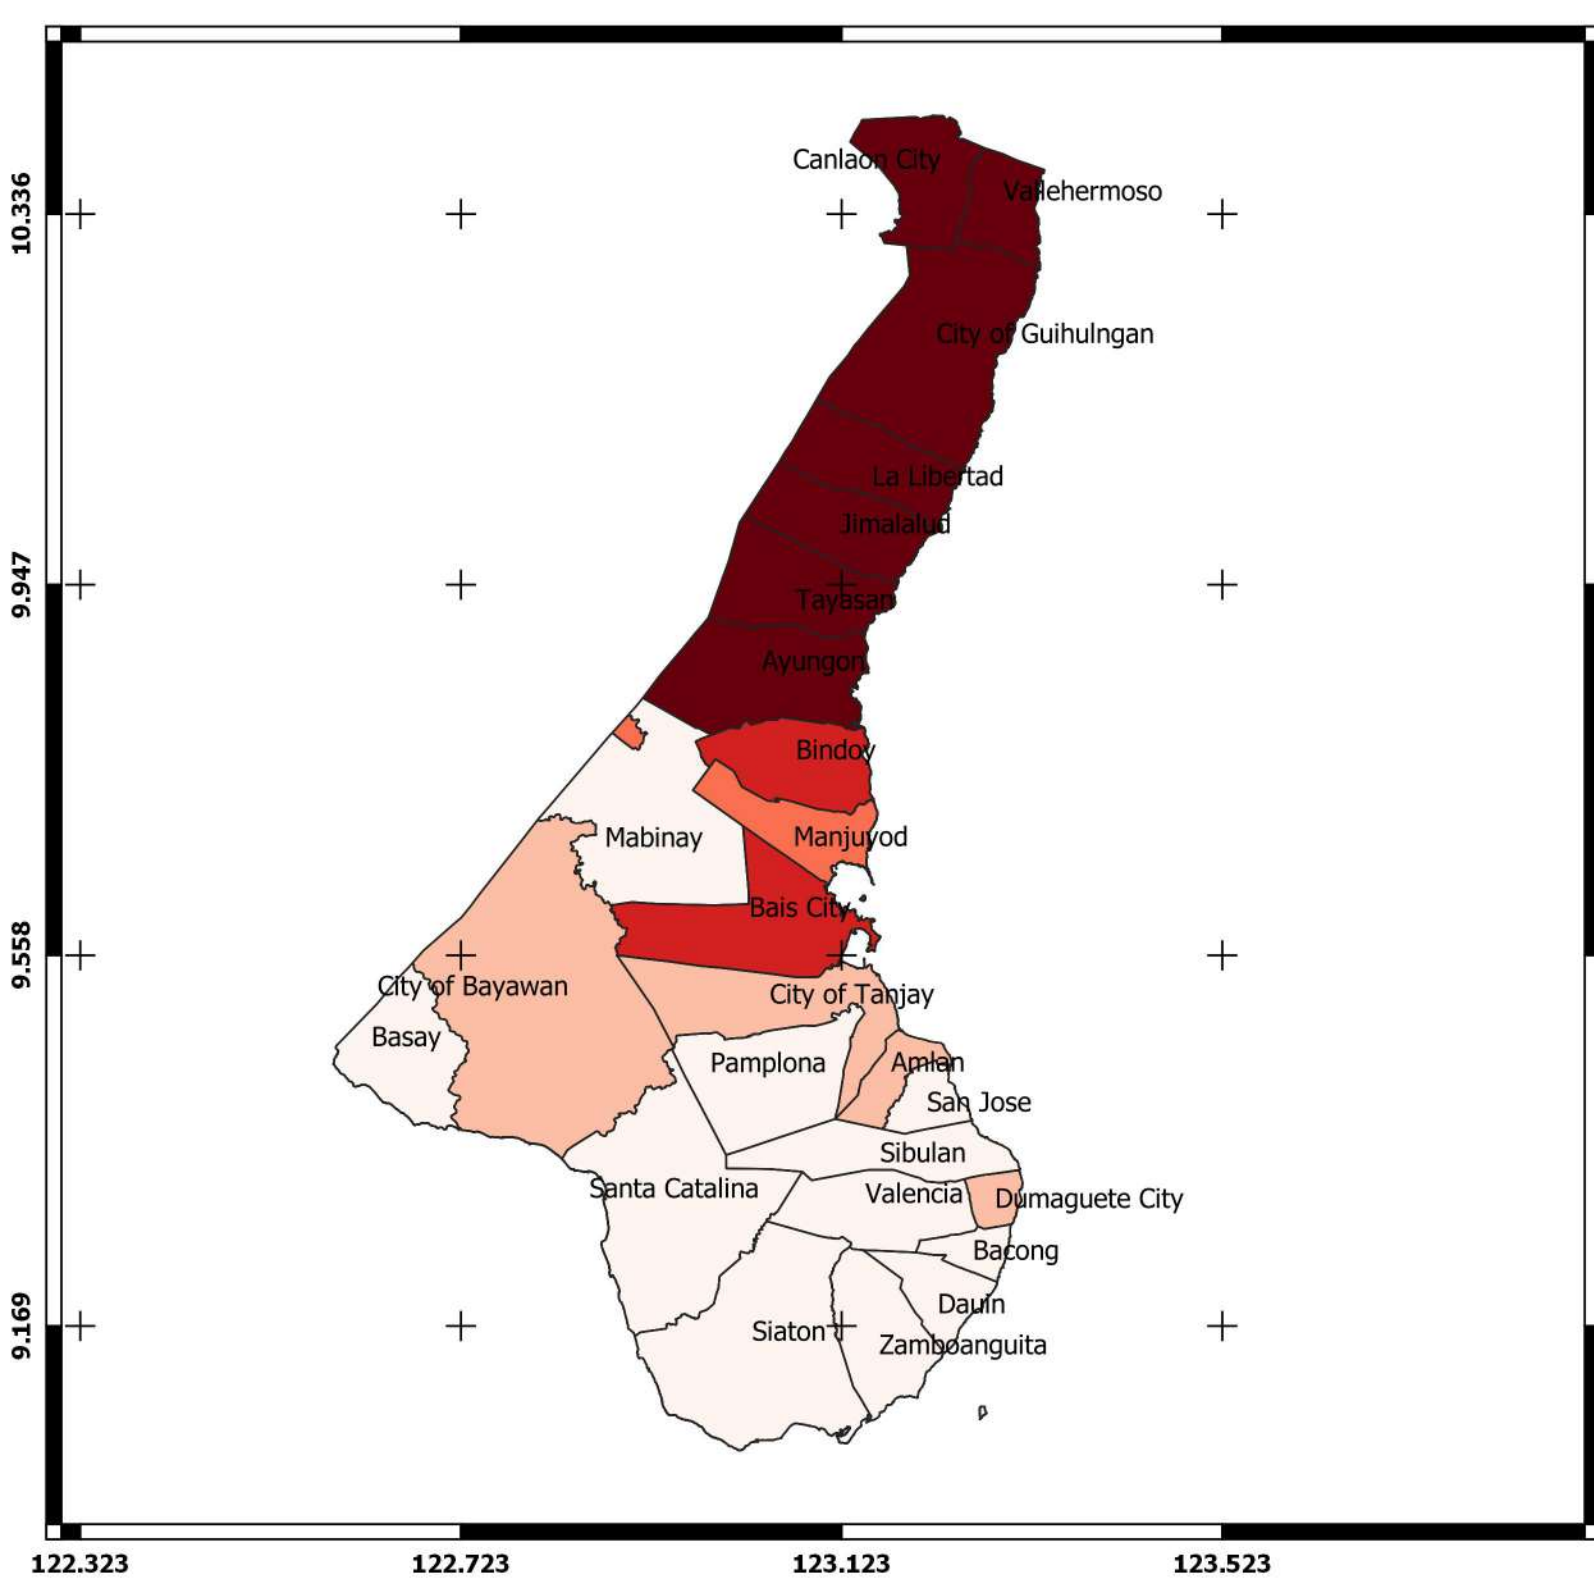 Canlaon City
Vallehermoso
10.336
City of Guihulngan
La Libertad
Jimalalud
9.947
Tayasan
Ayungon
Bindoy
Mabinay
Manjuyod
Bais City
9.558
City of Bayawan
City of Tanjay
Basay
Pamplona
Amlan
San Jose
Sibulan
Santa Catalina
Valencia
Dumaguete City
Bacong
Dauin
9.169
Siaton
Zamboanguita
122.323 122.723 123.123 123.523